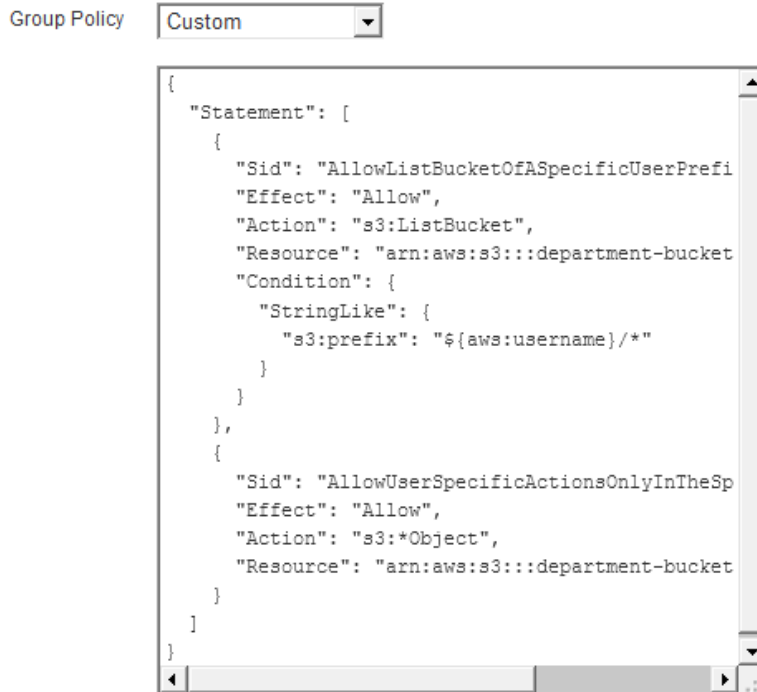 Group Policy
Custom
{
  "Statement": [
    {
      "Sid": "AllowListBucketOfASpecificUserPrefi
      "Effect": "Allow",
      "Action": "s3:ListBucket",
      "Resource": "arn:aws:s3:::department-bucket
      "Condition": {
        "StringLike": {
          "s3:prefix": "${aws:username}/*"
        }
      }
    },
    {
      "Sid": "AllowUserSpecificActionsOnlyInTheSp
      "Effect": "Allow",
      "Action": "s3:*Object",
      "Resource": "arn:aws:s3:::department-bucket
    }
  ]
}